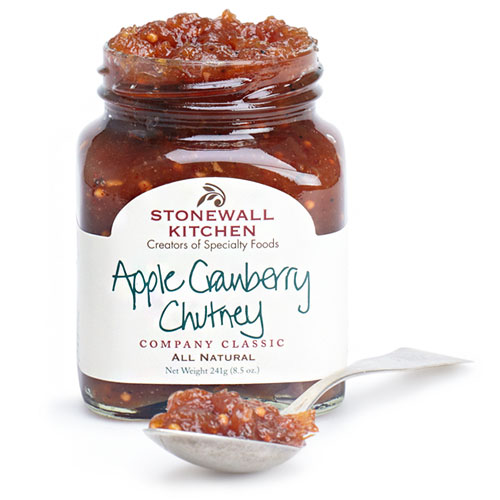 STONEWALL
KITCHEN
Creators of Specialty Foods
Apple Cranberry
Chutney
COMPANY CLASSIC
ALL NATURAL
Net Weight 241g (8.5 oz.)